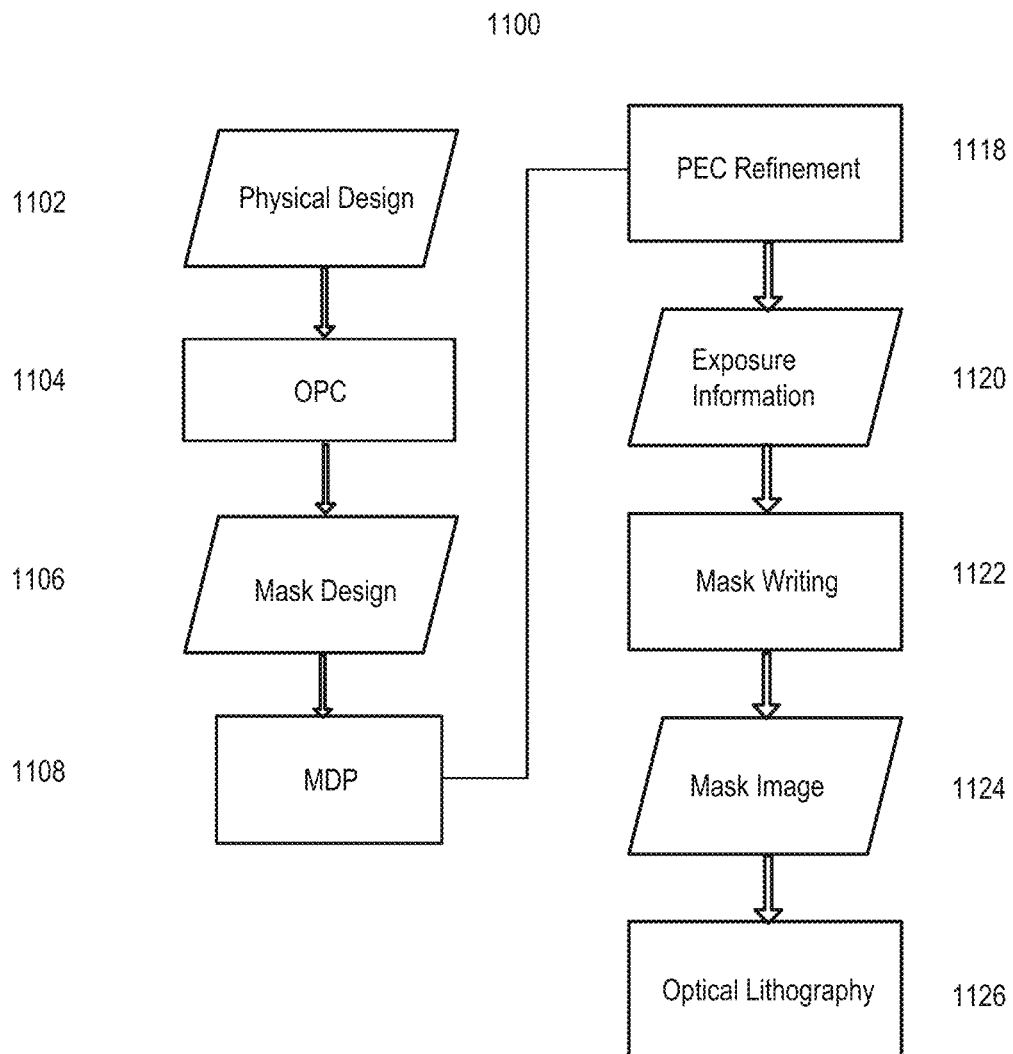 1100
1102
Physical Design
1104
OPC
1106
Mask Design
1108
MDP
PEC Refinement
1118
Exposure
Information
1120
Mask Writing
1122
Mask Image
1124
Optical Lithography
1126